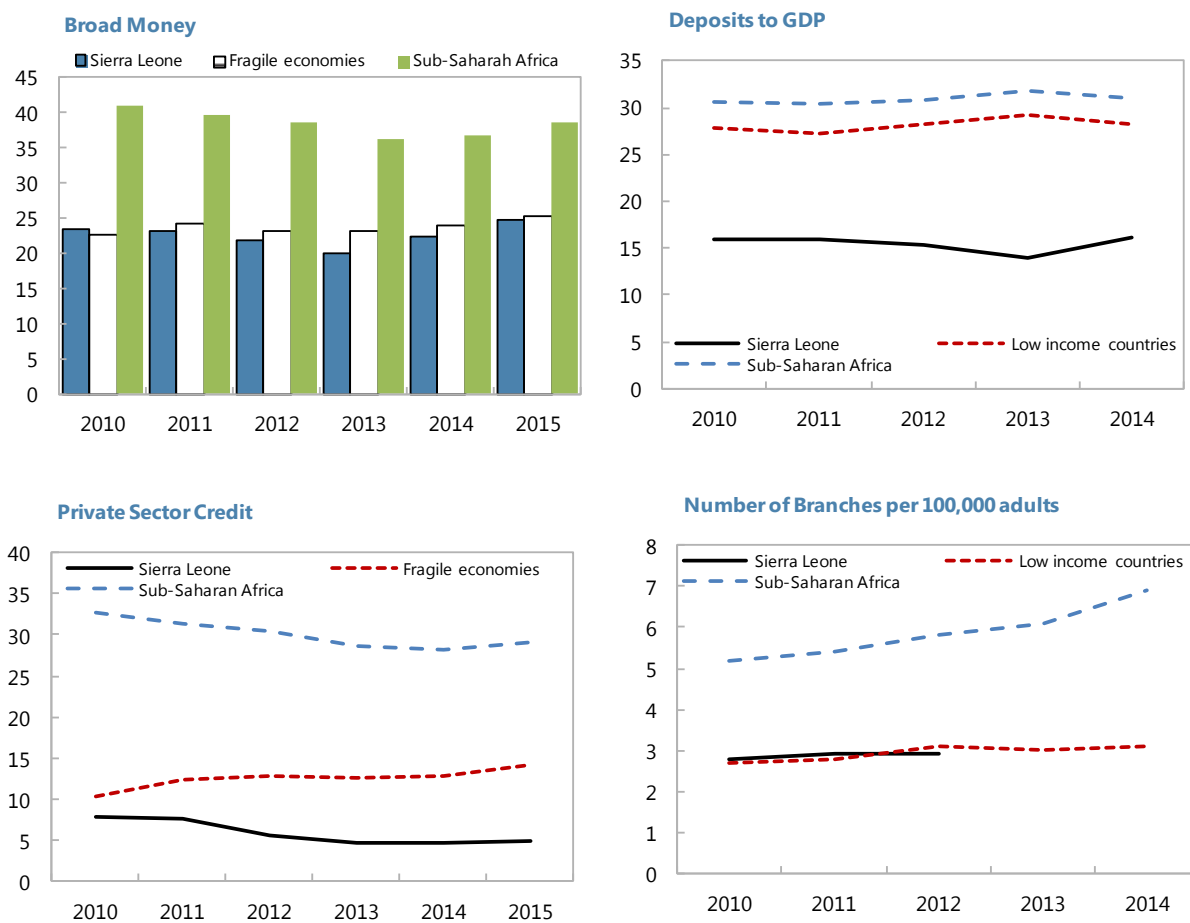 Broad Money
Sierra Leone Fragile economies Sub-Saharah Africa
45
40
35
30
25
20
15
10
5
0
2010 2011 2012 2013 2014 2015
Deposits to GDP
35
30
25
20
15
10
5
0
Sierra Leone Low income countries
Sub-Saharan Africa
2010 2011 2012 2013 2014
Private Sector Credit
40
35
30
25
20
15
10
5
0
Sierra Leone Fragile economies
Sub-Saharan Africa
2010 2011 2012 2013 2014 2015
Number of Branches per 100,000 adults
8
7
6
5
4
3
2
1
0
Sierra Leone Low income countries
Sub-Saharan Africa
2010 2011 2012 2013 2014